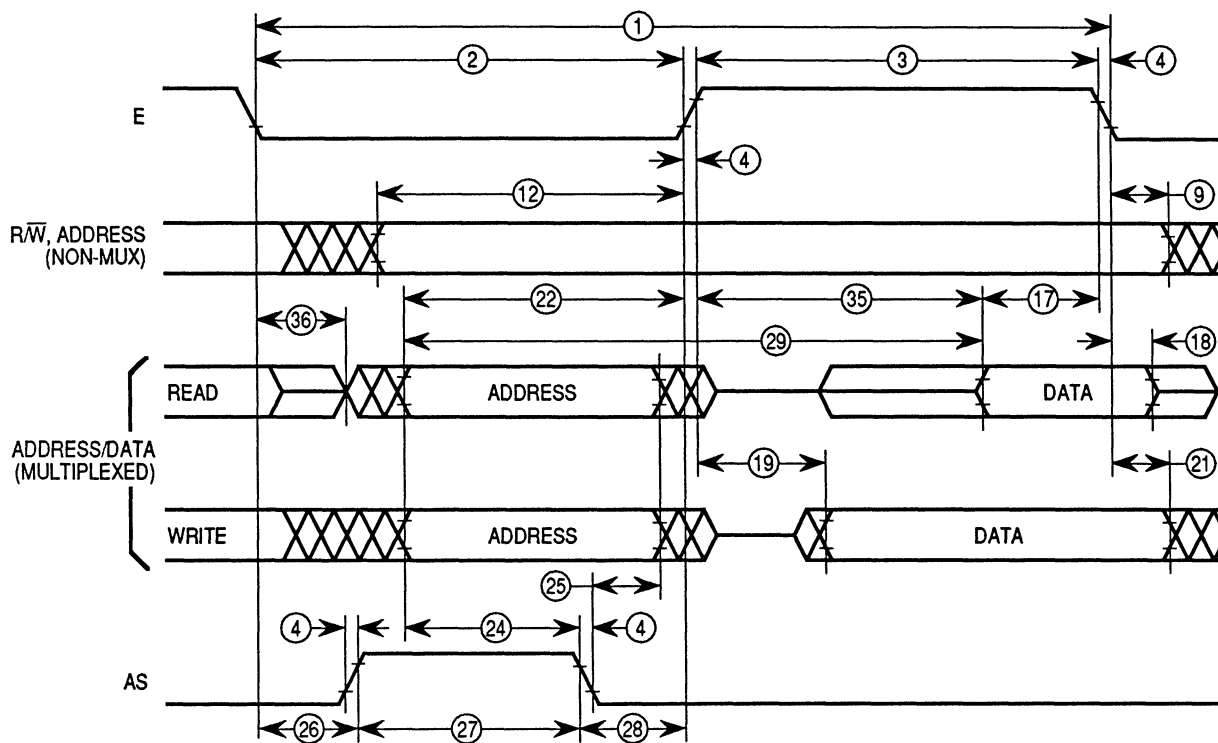 1
2
3
4
E
4
12
9
R/W̅, ADDRESS
(NON-MUX)
22
35
17
36
29
18
READ
ADDRESS
DATA
ADDRESS/DATA
(MULTIPLEXED)
19
21
WRITE
ADDRESS
DATA
25
4
24
4
AS
26
27
28